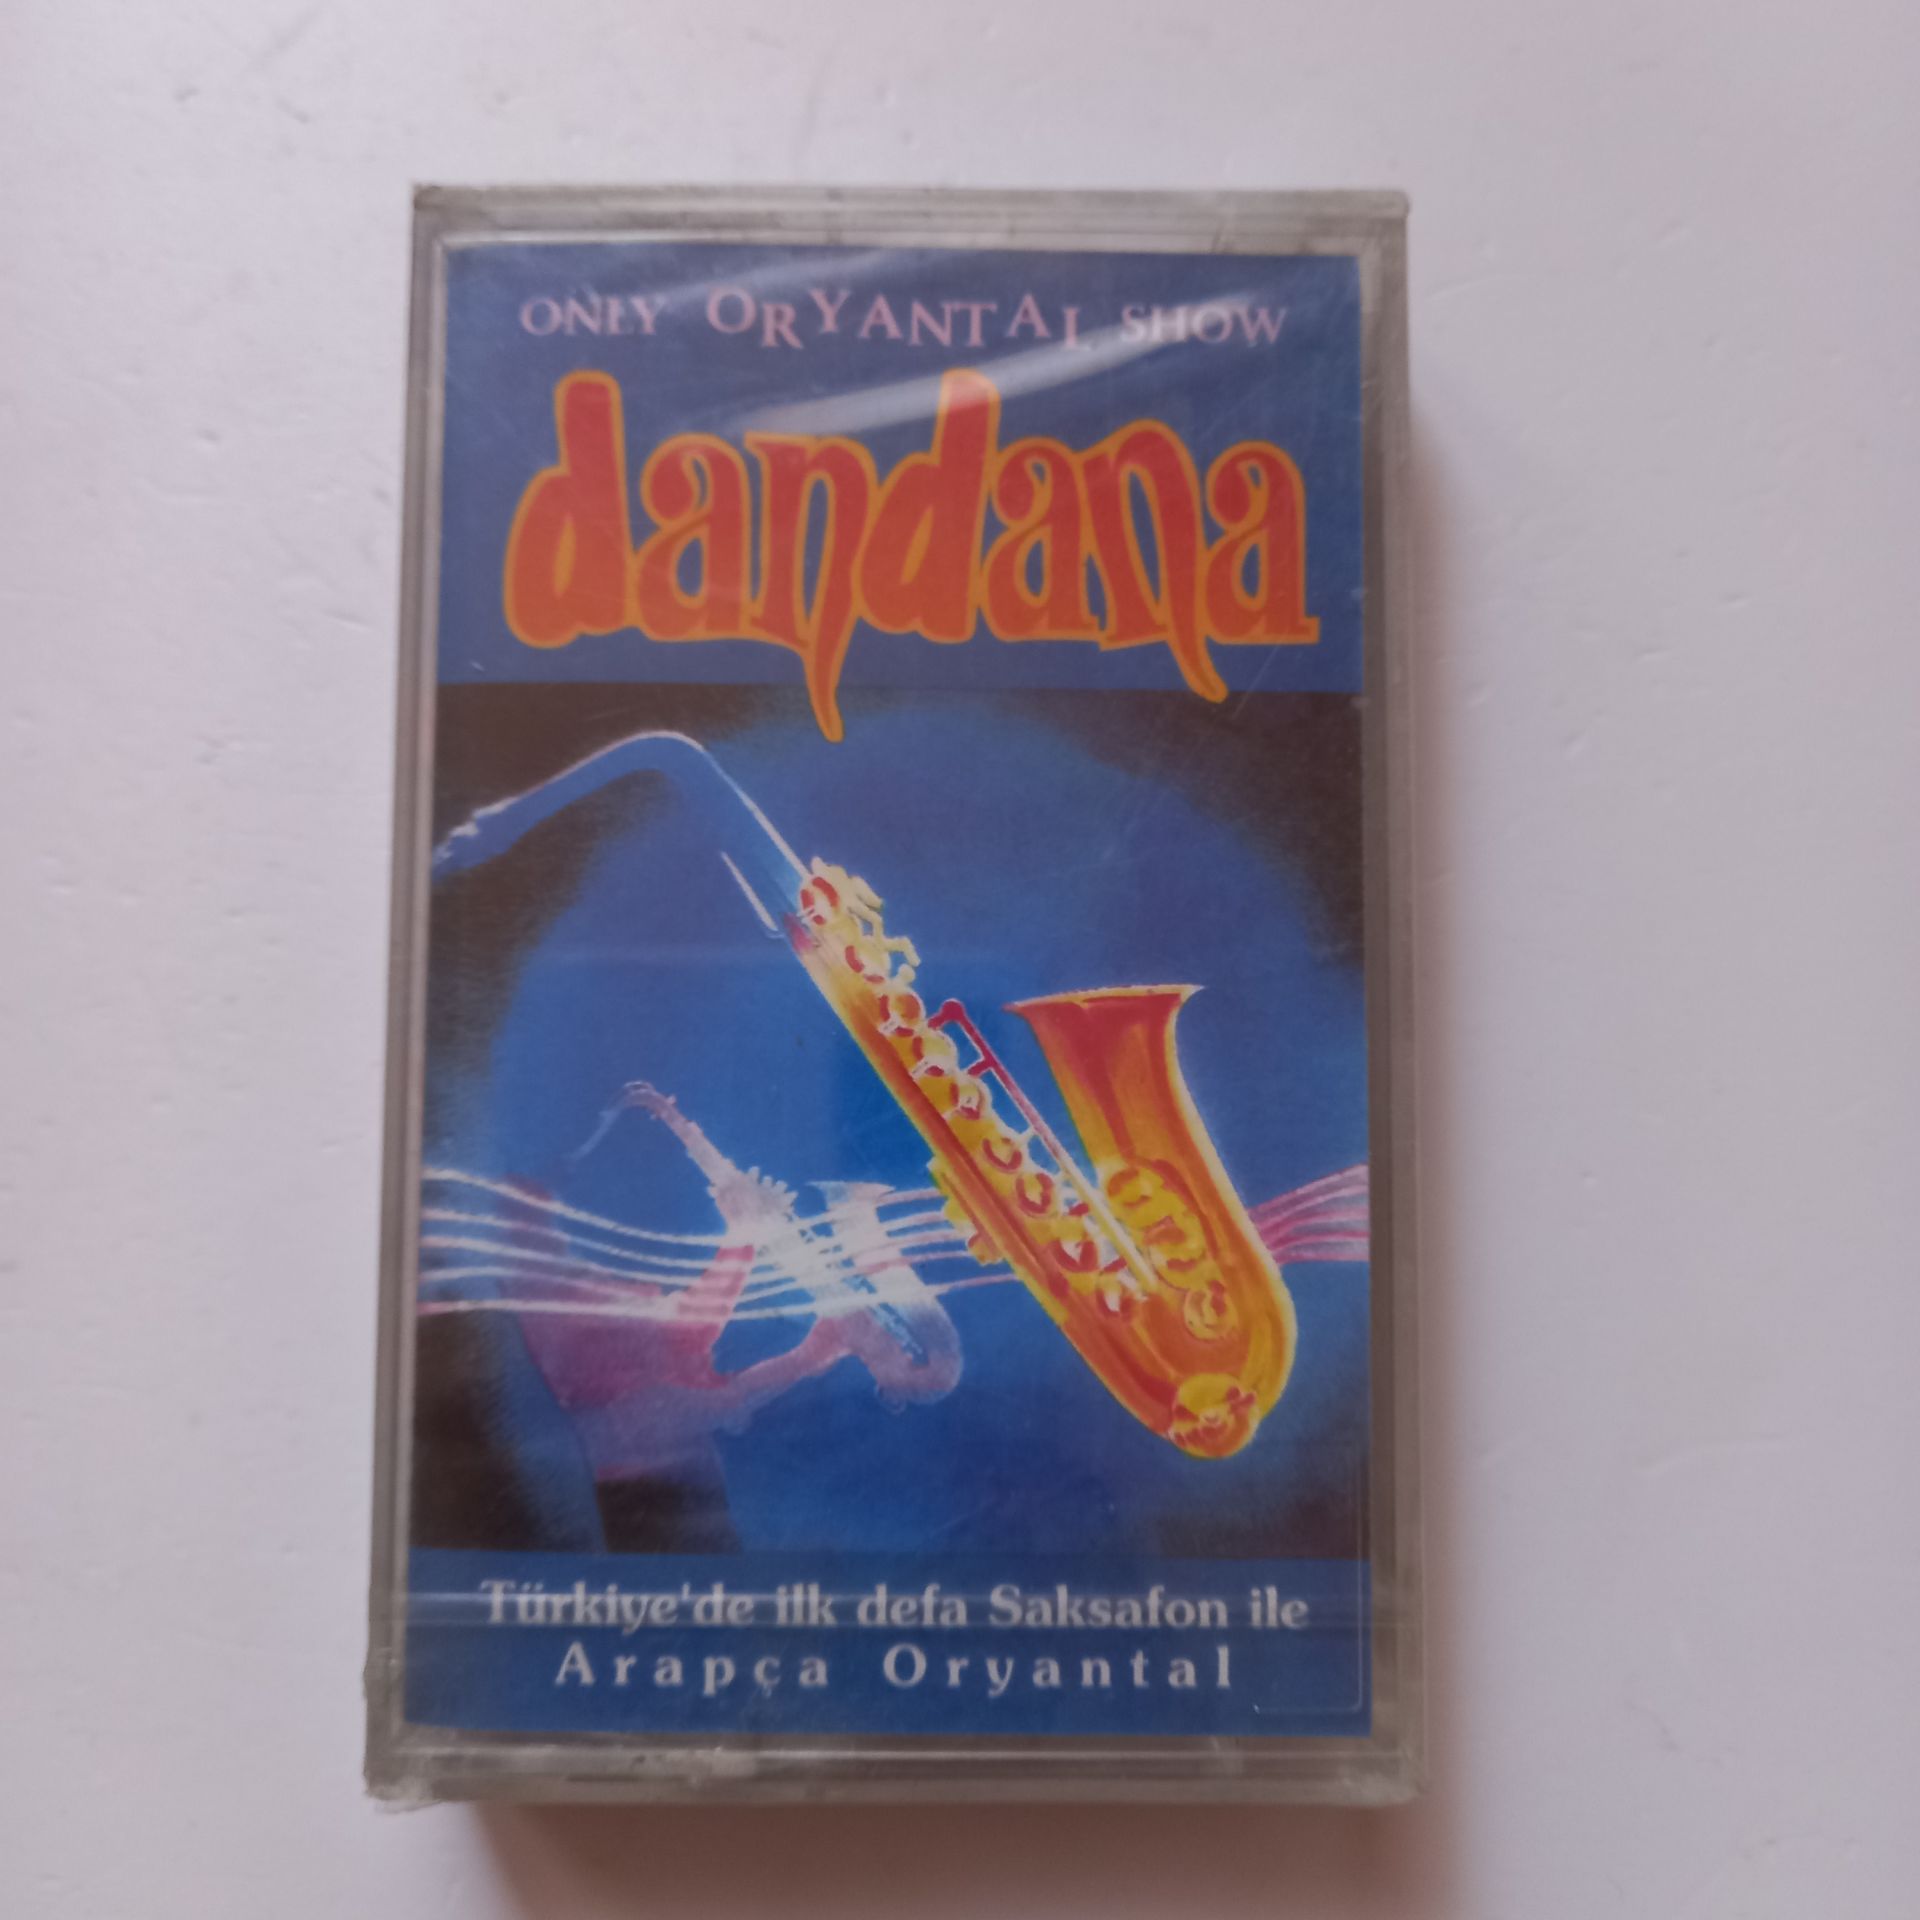 ONLY ORYANTAL SHOW
dandana
Türkiye'de ilk defa Saksafon ile
Arapça Oryantal